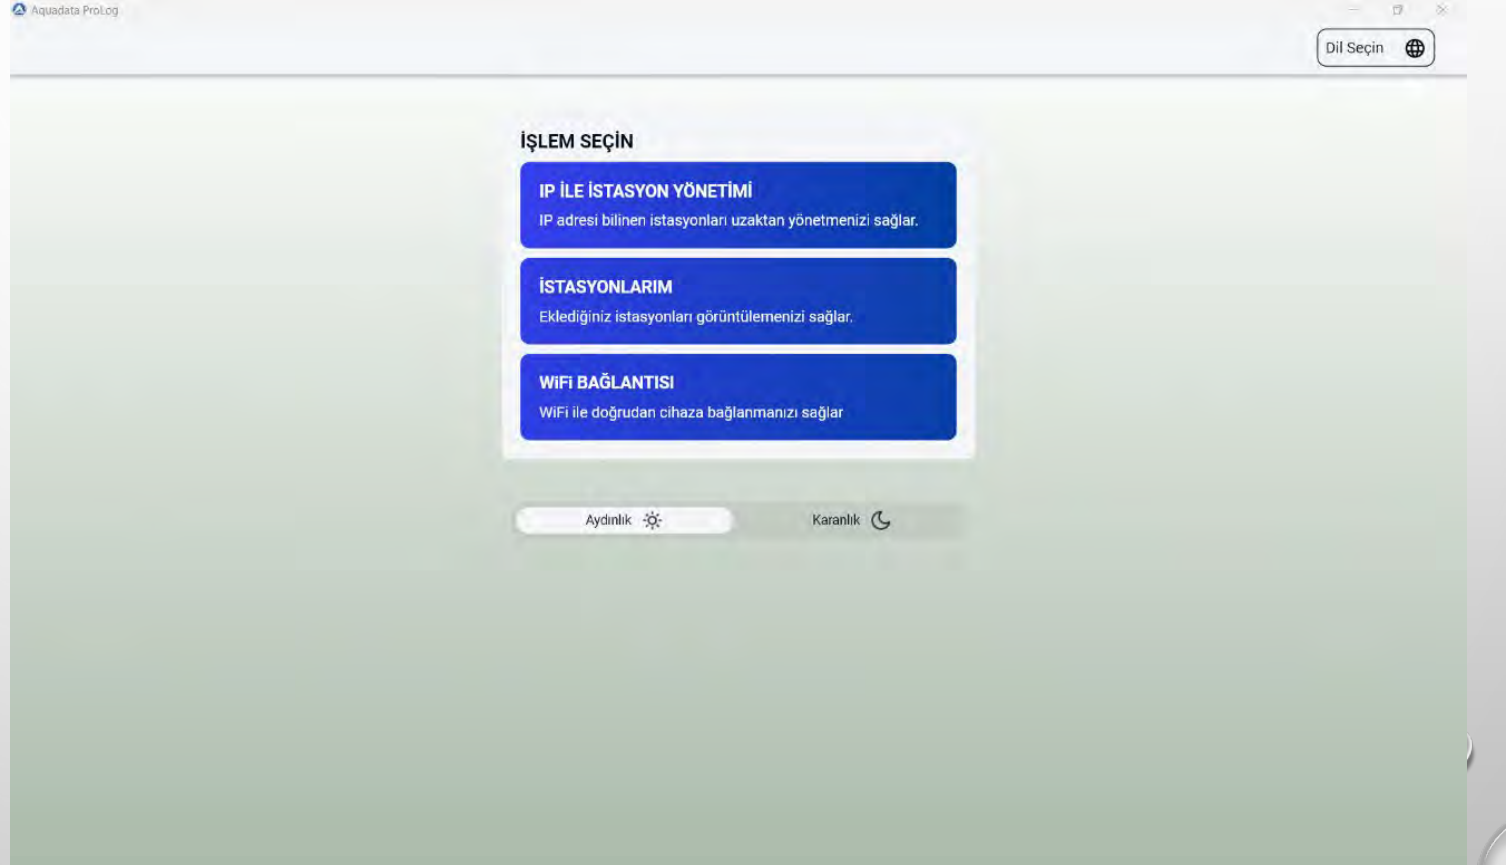 Aquadata ProLog
Dil Seçin
İŞLEM SEÇİN
IP İLE İSTASYON YÖNETİMİ
IP adresi bilinen istasyonları uzaktan yönetmenizi sağlar.
İSTASYONLARIM
Eklediğiniz istasyonları görüntülemenizi sağlar.
WiFi BAĞLANTISI
WiFi ile doğrudan cihaza bağlanmanızı sağlar
Aydınlık
Karanlık